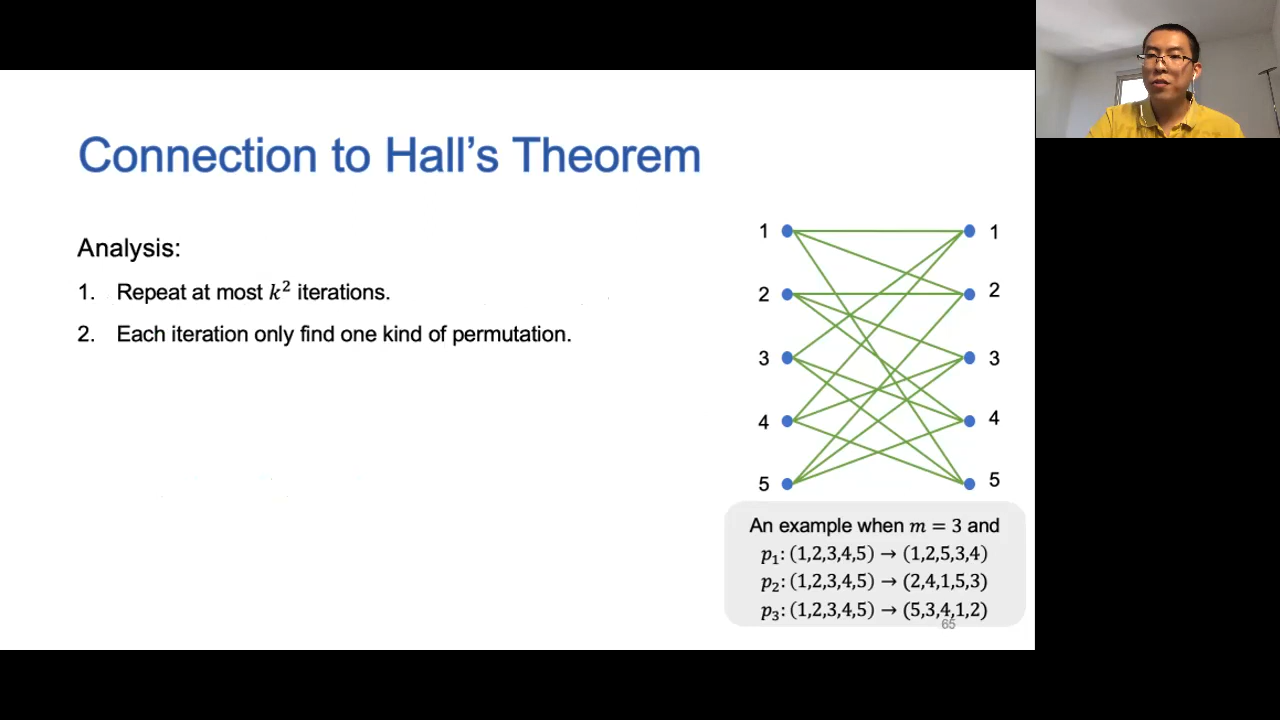 Connection to Hall's Theorem
Analysis:
1. Repeat at most k² iterations.
2. Each iteration only find one kind of permutation.
1 1
2 2
3 3
4 4
5 5
An example when m = 3 and
p₁: (1,2,3,4,5) → (1,2,5,3,4)
p₂: (1,2,3,4,5) → (2,4,1,5,3)
p₃: (1,2,3,4,5) → (5,3,4,1,2)
65